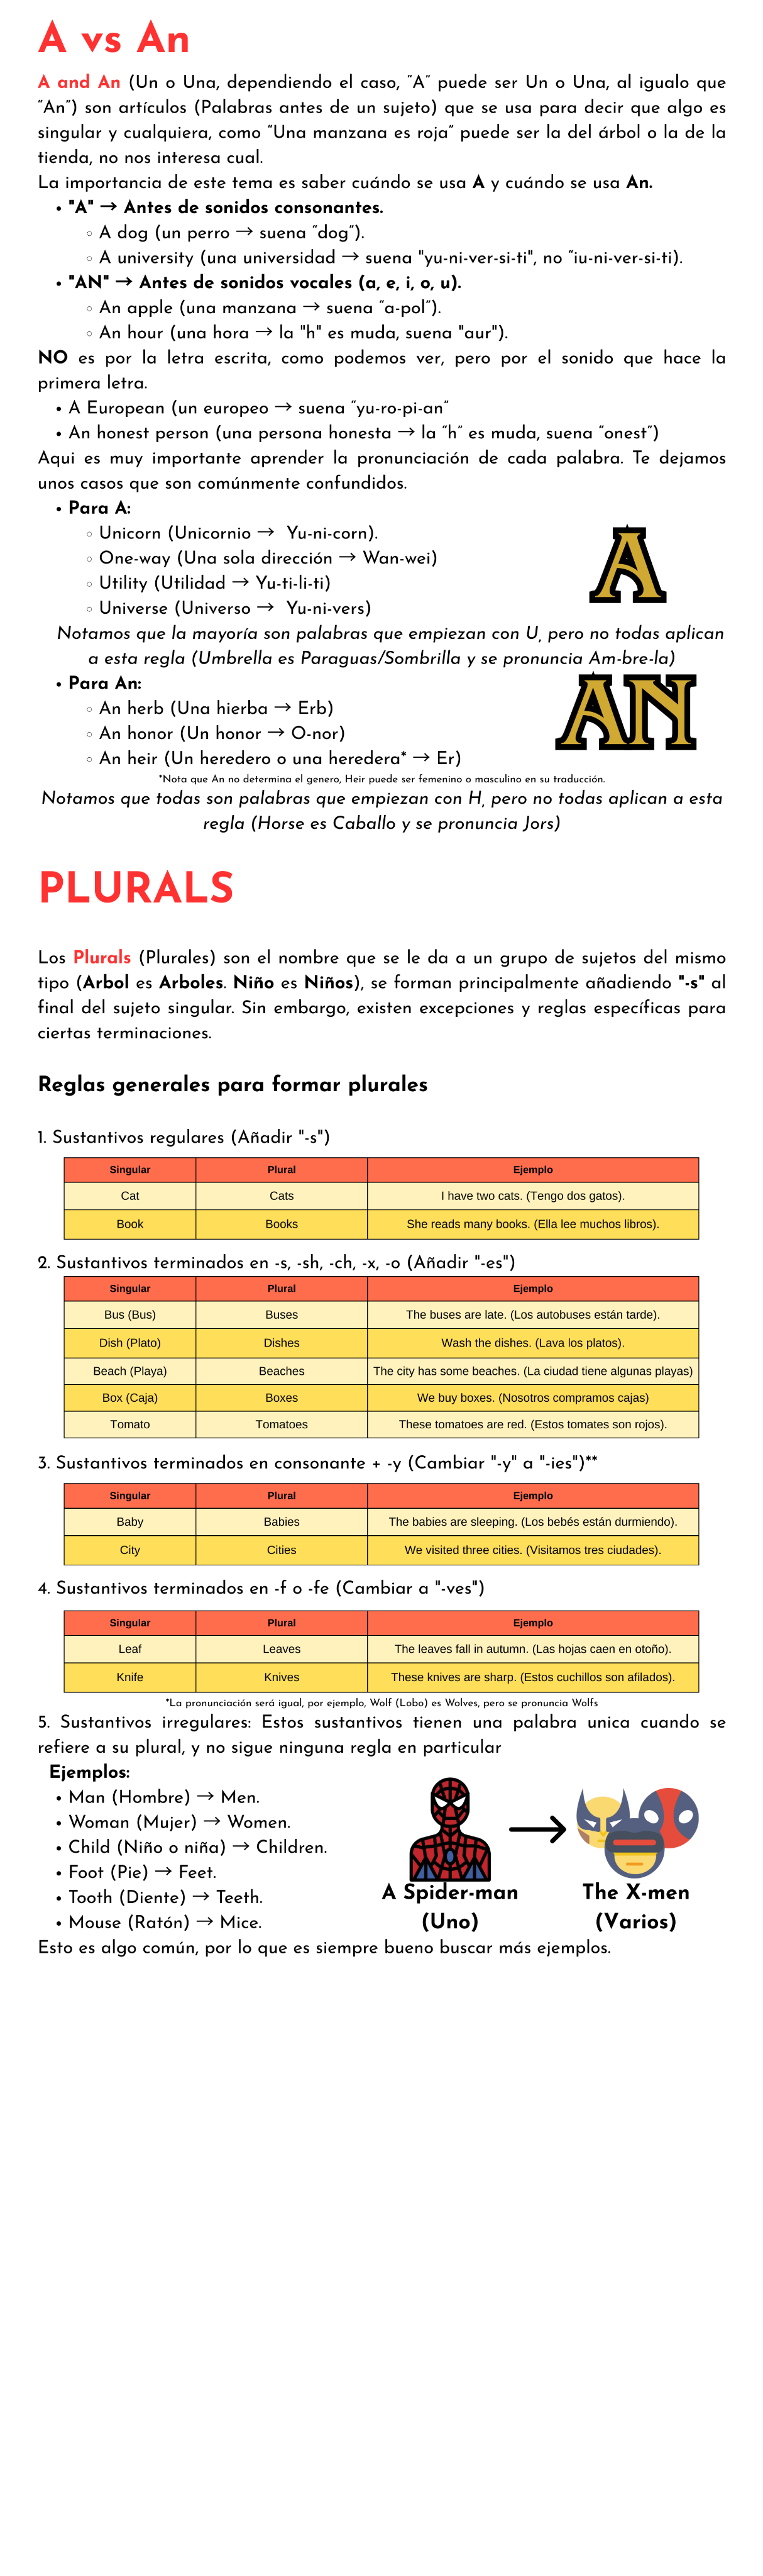 A vs An
A and An (Un o Una, dependiendo el caso, “A” puede ser Un o Una, al igualo que
“An”) son artículos (Palabras antes de un sujeto) que se usa para decir que algo es
singular y cualquiera, como “Una manzana es roja” puede ser la del árbol o la de la
tienda, no nos interesa cual.
La importancia de este tema es saber cuándo se usa A y cuándo se usa An.
• "A" → Antes de sonidos consonantes.
◦ A dog (un perro → suena “dog”).
◦ A university (una universidad → suena "yu-ni-ver-si-ti", no “iu-ni-ver-si-ti).
• "AN" → Antes de sonidos vocales (a, e, i, o, u).
◦ An apple (una manzana → suena “a-pol”).
◦ An hour (una hora → la "h" es muda, suena "aur").
NO es por la letra escrita, como podemos ver, pero por el sonido que hace la
primera letra.
• A European (un europeo → suena “yu-ro-pi-an”
• An honest person (una persona honesta → la “h” es muda, suena “onest”)
Aqui es muy importante aprender la pronunciación de cada palabra. Te dejamos
unos casos que son comúnmente confundidos.
• Para A:
◦ Unicorn (Unicornio → Yu-ni-corn).
◦ One-way (Una sola dirección → Wan-wei)
◦ Utility (Utilidad → Yu-ti-li-ti)
◦ Universe (Universo → Yu-ni-vers)
A
Notamos que la mayoría son palabras que empiezan con U, pero no todas aplican
a esta regla (Umbrella es Paraguas/Sombrilla y se pronuncia Am-bre-la)
• Para An:
◦ An herb (Una hierba → Erb)
◦ An honor (Un honor → O-nor)
◦ An heir (Un heredero o una heredera* → Er)
AN
*Nota que An no determina el genero, Heir puede ser femenino o masculino en su traducción.
Notamos que todas son palabras que empiezan con H, pero no todas aplican a esta
regla (Horse es Caballo y se pronuncia Jors)
PLURALS
Los Plurals (Plurales) son el nombre que se le da a un grupo de sujetos del mismo
tipo (Arbol es Arboles. Niño es Niños), se forman principalmente añadiendo "-s" al
final del sujeto singular. Sin embargo, existen excepciones y reglas específicas para
ciertas terminaciones.
Reglas generales para formar plurales
1. Sustantivos regulares (Añadir "-s")
Singular Plural Ejemplo
Cat Cats I have two cats. (Tengo dos gatos).
Book Books She reads many books. (Ella lee muchos libros).
2. Sustantivos terminados en -s, -sh, -ch, -x, -o (Añadir "-es")
Singular Plural Ejemplo
Bus (Bus) Buses The buses are late. (Los autobuses están tarde).
Dish (Plato) Dishes Wash the dishes. (Lava los platos).
Beach (Playa) Beaches The city has some beaches. (La ciudad tiene algunas playas)
Box (Caja) Boxes We buy boxes. (Nosotros compramos cajas)
Tomato Tomatoes These tomatoes are red. (Estos tomates son rojos).
3. Sustantivos terminados en consonante + -y (Cambiar "-y" a "-ies")**
Singular Plural Ejemplo
Baby Babies The babies are sleeping. (Los bebés están durmiendo).
City Cities We visited three cities. (Visitamos tres ciudades).
4. Sustantivos terminados en -f o -fe (Cambiar a "-ves")
Singular Plural Ejemplo
Leaf Leaves The leaves fall in autumn. (Las hojas caen en otoño).
Knife Knives These knives are sharp. (Estos cuchillos son afilados).
*La pronunciación será igual, por ejemplo, Wolf (Lobo) es Wolves, pero se pronuncia Wolfs
5. Sustantivos irregulares: Estos sustantivos tienen una palabra unica cuando se
refiere a su plural, y no sigue ninguna regla en particular
Ejemplos:
• Man (Hombre) → Men.
• Woman (Mujer) → Women.
• Child (Niño o niña) → Children.
• Foot (Pie) → Feet.
• Tooth (Diente) → Teeth.
• Mouse (Ratón) → Mice.
A Spider-man
(Uno)
The X-men
(Varios)
Esto es algo común, por lo que es siempre bueno buscar más ejemplos.